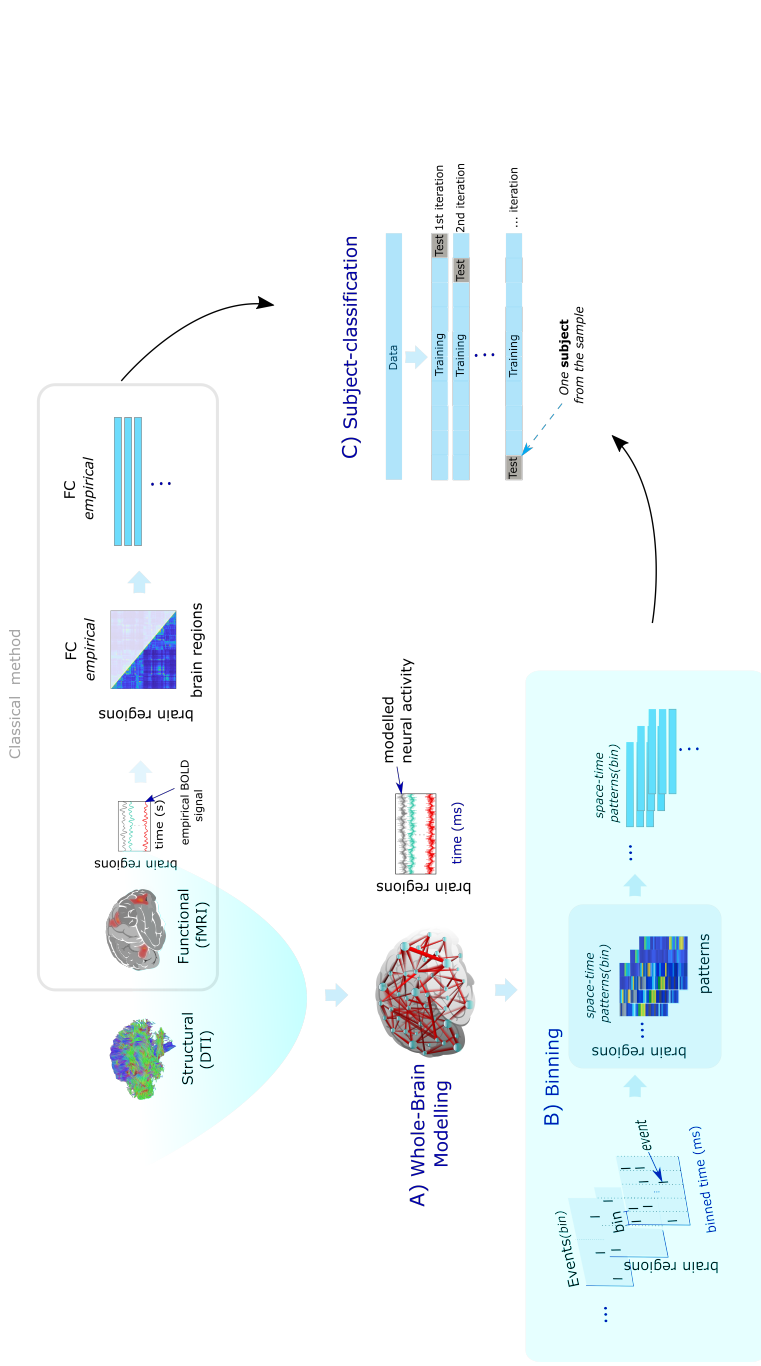 Classical method
Structural
(DTI)
Functional
(fMRI)
brain regions
time (s)
empirical BOLD
signal
FC
empirical
brain regions
brain regions
FC
empirical
...
A) Whole-Brain
Modelling
brain regions
time (ms)
modelled
neural activity
B) Binning
Events(bin)
...
bin
...
event
brain regions
binned time (ms)
space-time
patterns(bin)
...
brain regions
patterns
...
space-time
patterns(bin)
...
C) Subject-classification
Data
Training
Test
1st iteration
Training
Test
2nd iteration
...
Test
Training
... iteration
One subject
from the sample